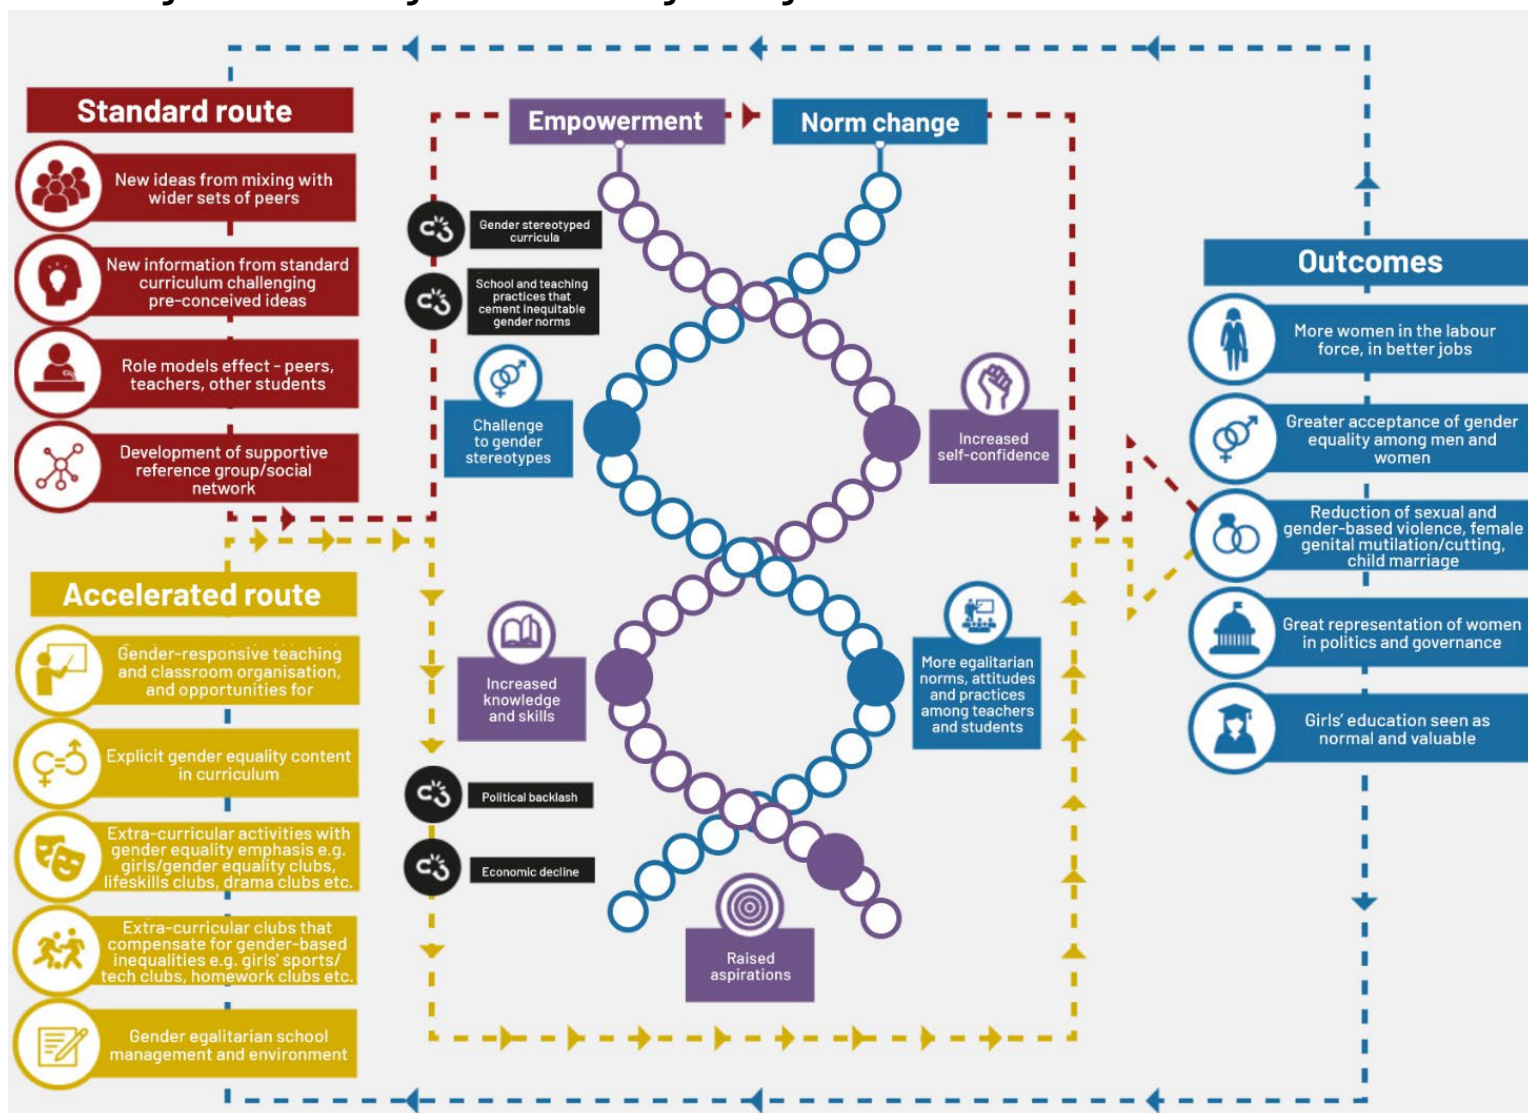 Standard route
New ideas from mixing with
wider sets of peers
New information from standard
curriculum challenging
pre-conceived ideas
Role models effect - peers,
teachers, other students
Development of supportive
reference group/social
network
Accelerated route
Gender-responsive teaching
and classroom organisation,
and opportunities for
Explicit gender equality content
in curriculum
Extra-curricular activities with
gender equality emphasis e.g.
girls/gender equality clubs,
lifeskills clubs, drama clubs etc.
Extra-curricular clubs that
compensate for gender-based
inequalities e.g. girls' sports/
tech clubs, homework clubs etc.
Gender egalitarian school
management and environment
Empowerment
Norm change
Gender stereotyped
curricula
School and teaching
practices that
cement inequitable
gender norms
Challenge
to gender
stereotypes
Increased
self-confidence
Increased
knowledge
and skills
More egalitarian
norms, attitudes
and practices
among teachers
and students
Political backlash
Economic decline
Raised
aspirations
Outcomes
More women in the labour
force, in better jobs
Greater acceptance of gender
equality among men and
women
Reduction of sexual and
gender-based violence, female
genital mutilation/cutting,
child marriage
Great representation of women
in politics and governance
Girls' education seen as
normal and valuable